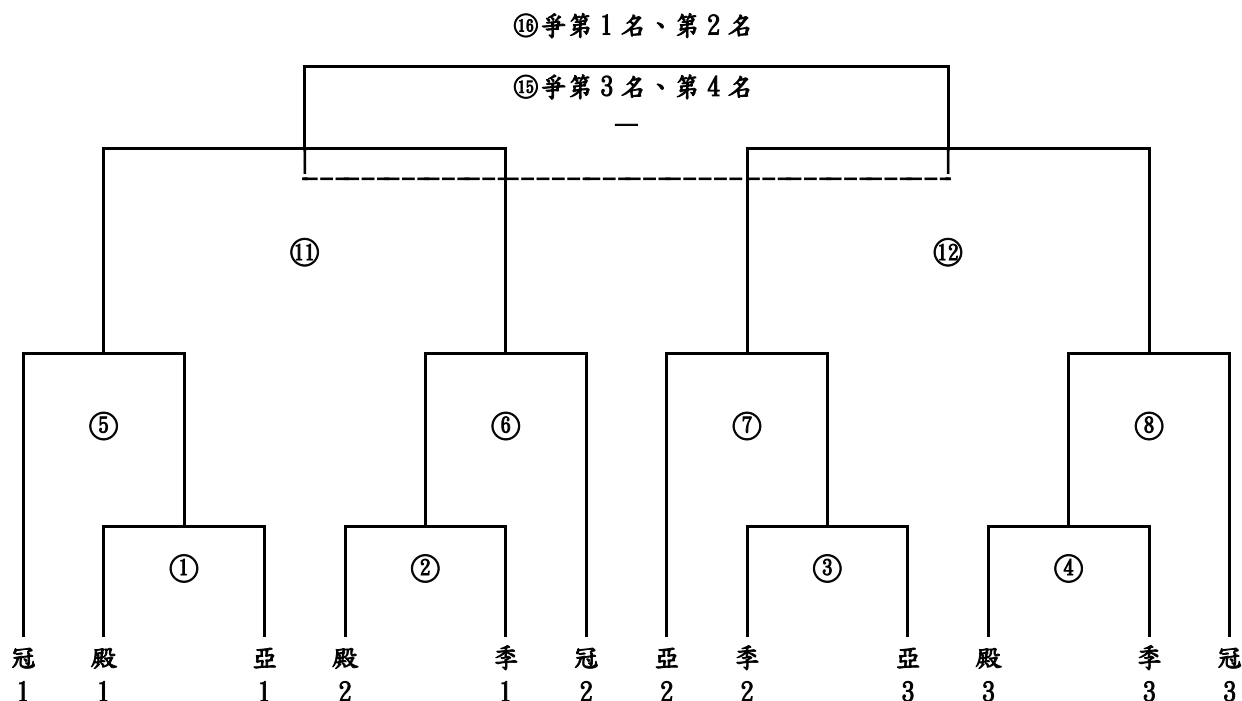 ⑯爭第1名、第2名
⑮爭第3名、第4名
⑪ ⑫
⑤ ⑥ ⑦ ⑧
① ② ③ ④
冠 殿 亞 殿 季 冠 亞 季 亞 殿 季 冠
1 1 1 2 1 2 2 2 3 3 3 3